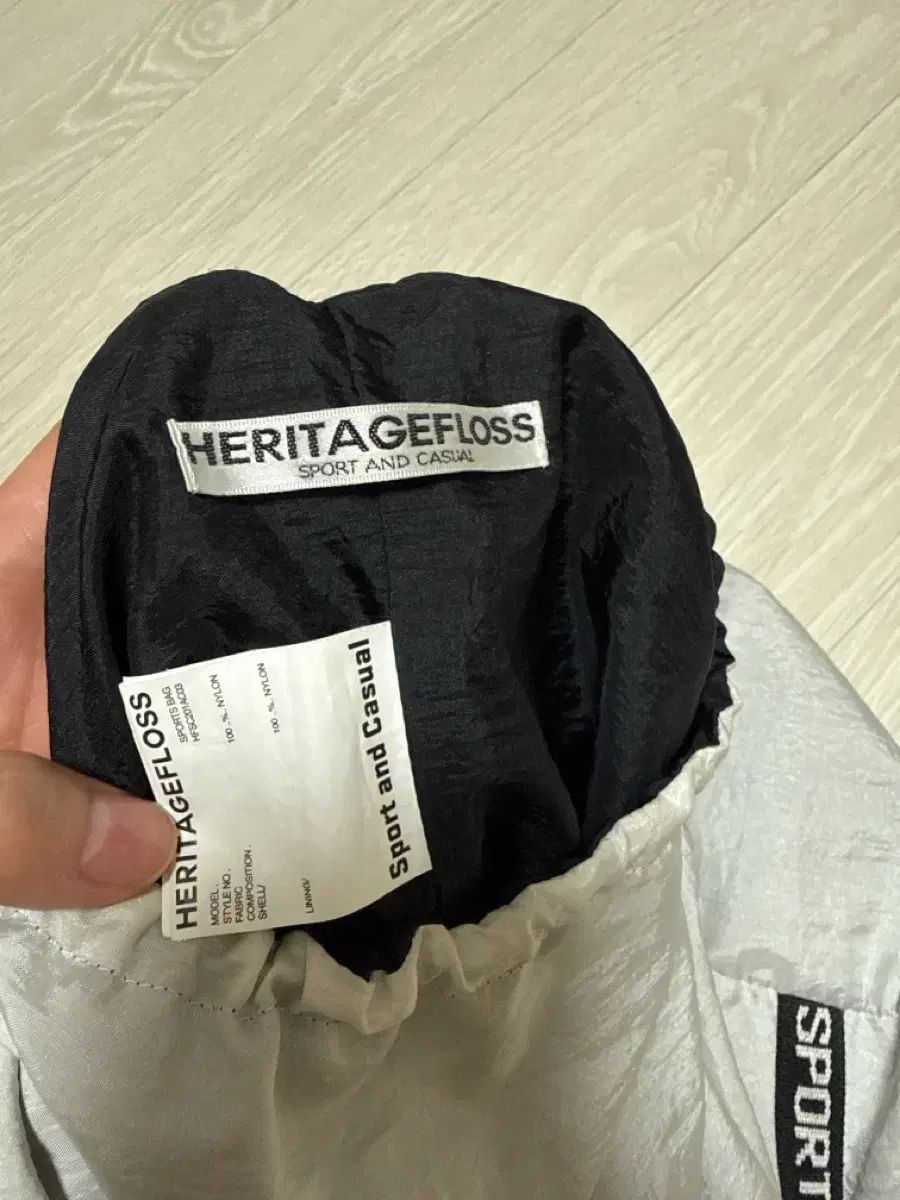 HERITAGEFLOSS
SPORT AND CASUAL
HERITAGEFLOSS
MODEL. SPORTS BAG
STYLE NO. HFSC201AC03
FABRIC
COMPOSITION.
SHELL/ 100 -%. NYLON
LINING/ 100 -%. NYLON
Sport and Casual
SPORT